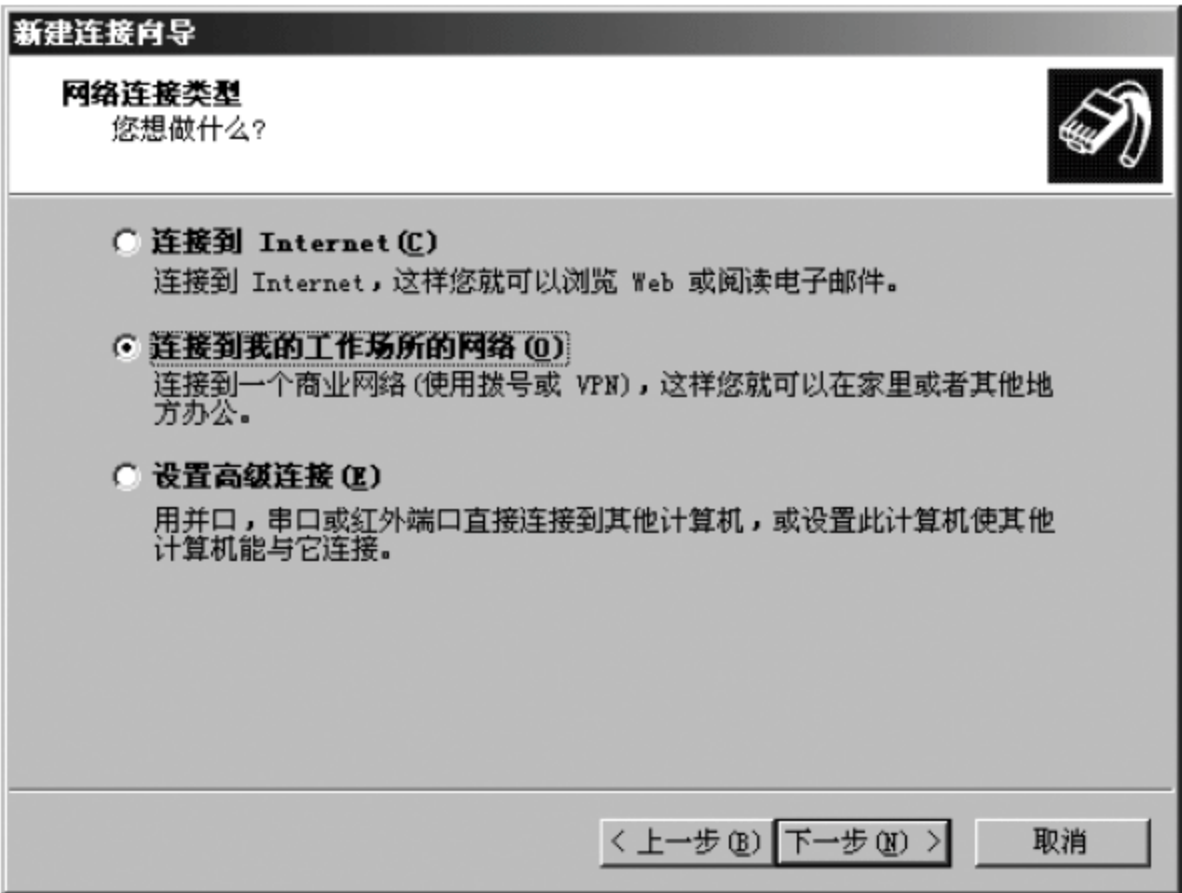 新建连接向导
网络连接类型
您想做什么?
连接到 Internet(C)
连接到 Internet，这样您就可以浏览 Web 或阅读电子邮件。
连接到我的工作场所的网络(O)
连接到一个商业网络(使用拨号或 VPN)，这样您就可以在家里或者其他地
方办公。
设置高级连接(E)
用并口，串口或红外端口直接连接到其他计算机，或设置此计算机使其他
计算机能与它连接。
< 上一步(B) 下一步(N) > 取消